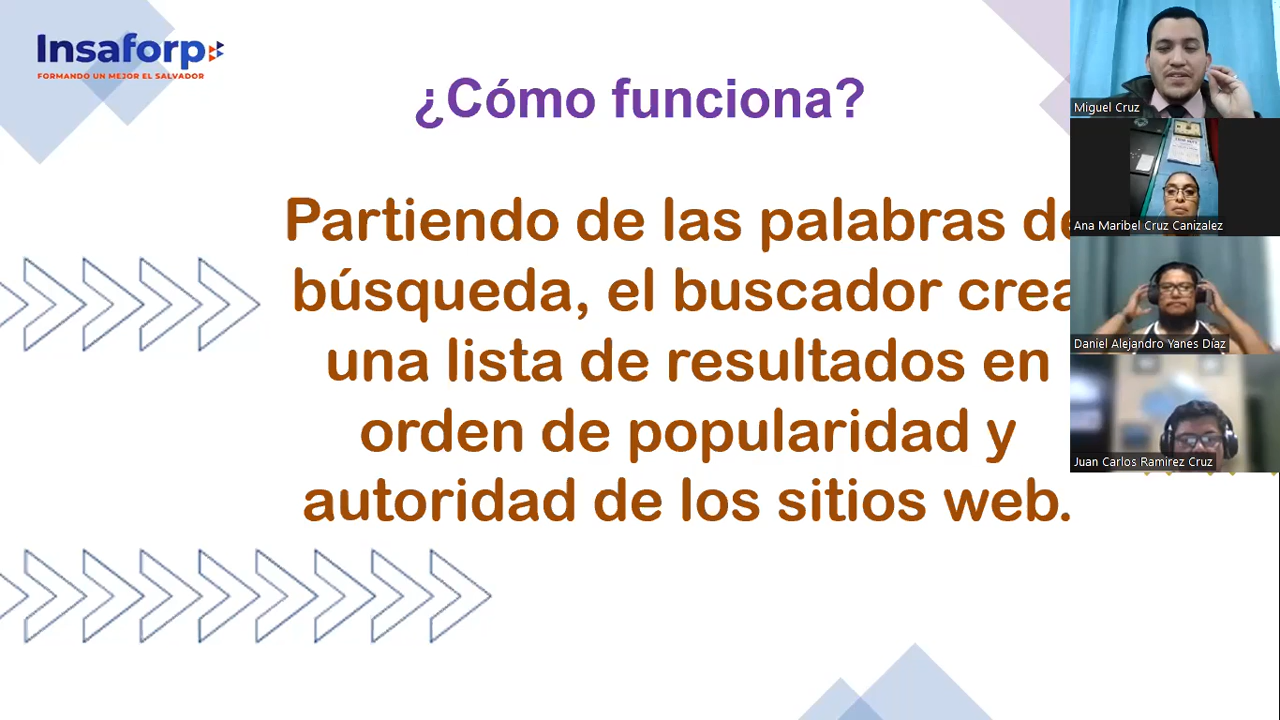 Insaforp
FORMANDO UN MEJOR EL SALVADOR
¿Cómo funciona?
Partiendo de las palabras de
búsqueda, el buscador crea
una lista de resultados en
orden de popularidad y
autoridad de los sitios web.
Miguel Cruz
Ana Maribel Cruz Canizalez
Daniel Alejandro Yanes Díaz
Juan Carlos Ramirez Cruz